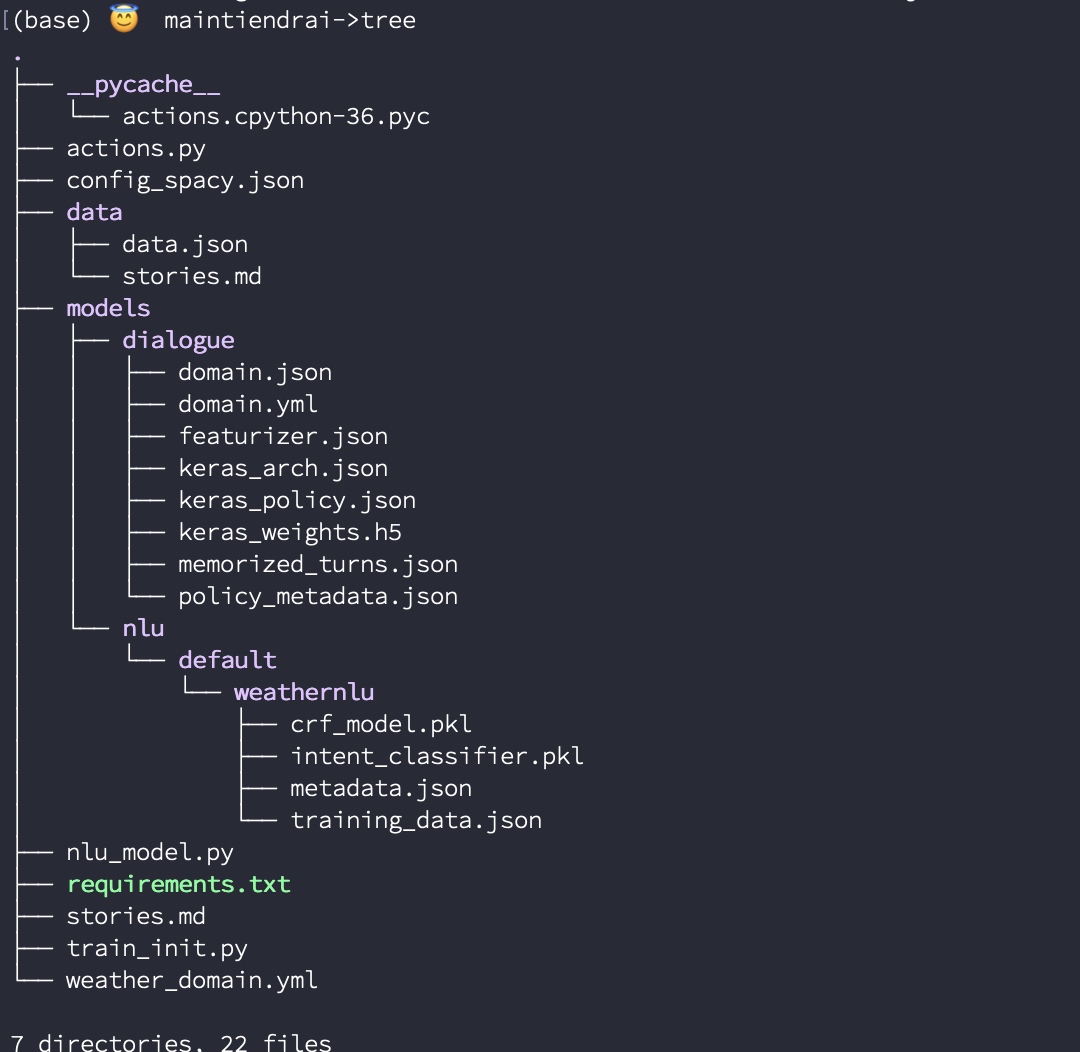 [(base) 😇 maintiendrai->tree
.
├── __pycache__
│   └── actions.cpython-36.pyc
├── actions.py
├── config_spacy.json
├── data
│   ├── data.json
│   └── stories.md
├── models
│   ├── dialogue
│   │   ├── domain.json
│   │   ├── domain.yml
│   │   ├── featurizer.json
│   │   ├── keras_arch.json
│   │   ├── keras_policy.json
│   │   ├── keras_weights.h5
│   │   ├── memorized_turns.json
│   │   └── policy_metadata.json
│   └── nlu
│       └── default
│           └── weathernlu
│               ├── crf_model.pkl
│               ├── intent_classifier.pkl
│               ├── metadata.json
│               └── training_data.json
├── nlu_model.py
├── requirements.txt
├── stories.md
├── train_init.py
└── weather_domain.yml
7 directories, 22 files